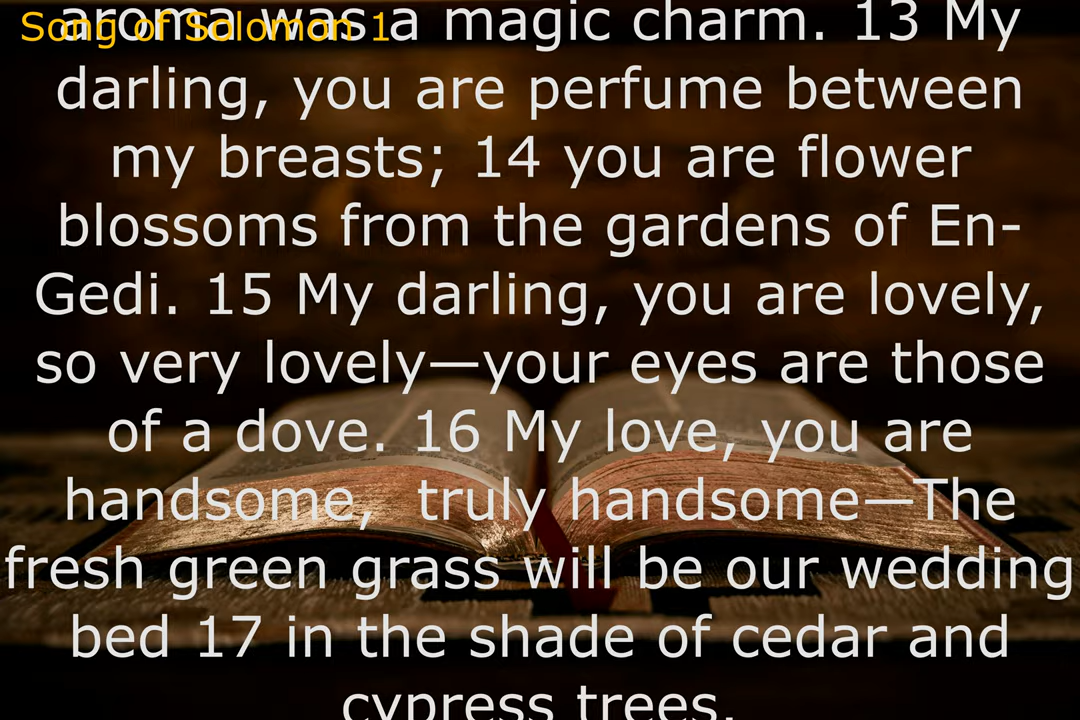 Song of Solomon 1
aroma was a magic charm. 13 My
darling, you are perfume between
my breasts; 14 you are flower
blossoms from the gardens of En-
Gedi. 15 My darling, you are lovely,
so very lovely—your eyes are those
of a dove. 16 My love, you are
handsome,  truly handsome—The
fresh green grass will be our wedding
bed 17 in the shade of cedar and
cypress trees.